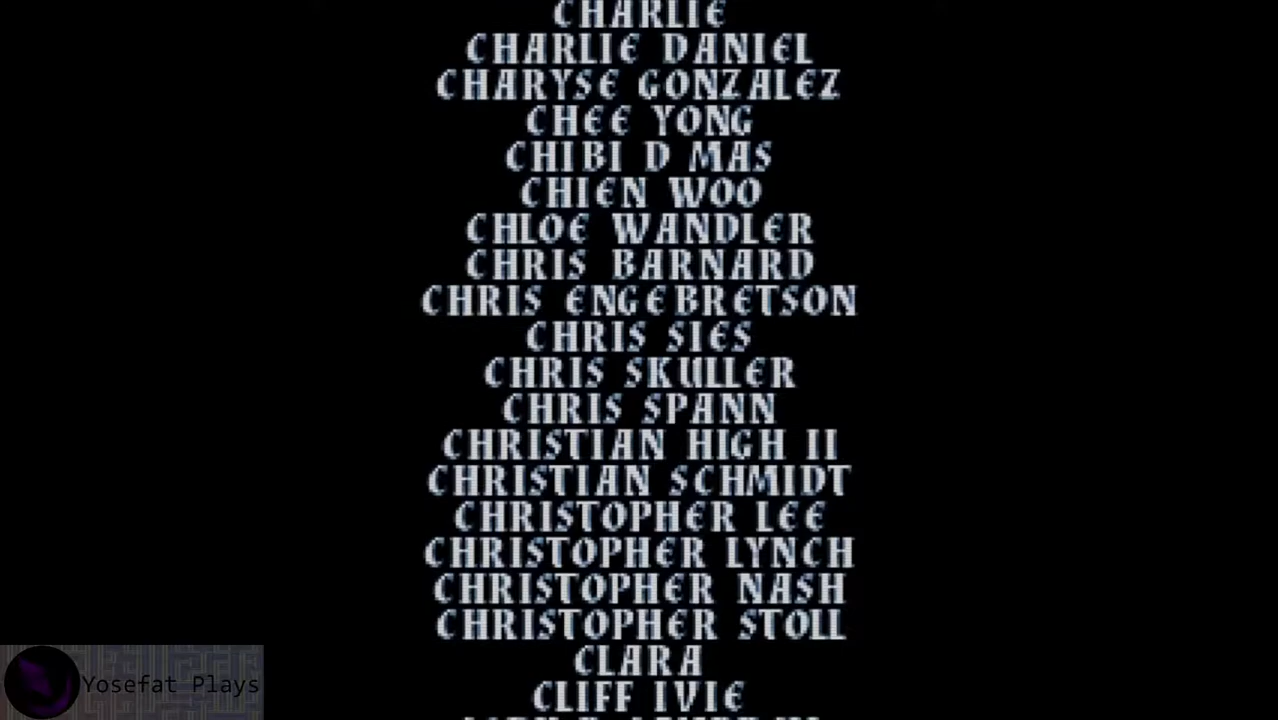 CHARLIE
CHARLIE DANIEL
CHARYSE GONZALEZ
CHEE YONG
CHIBI D MAS
CHIEN WOO
CHLOE WANDLER
CHRIS BARNARD
CHRIS ENGEBRETSON
CHRIS SIES
CHRIS SKULLER
CHRIS SPANN
CHRISTIAN HIGH II
CHRISTIAN SCHMIDT
CHRISTOPHER LEE
CHRISTOPHER LYNCH
CHRISTOPHER NASH
CHRISTOPHER STOLL
CLARA
CLIFF IVIE
Yosefat Plays